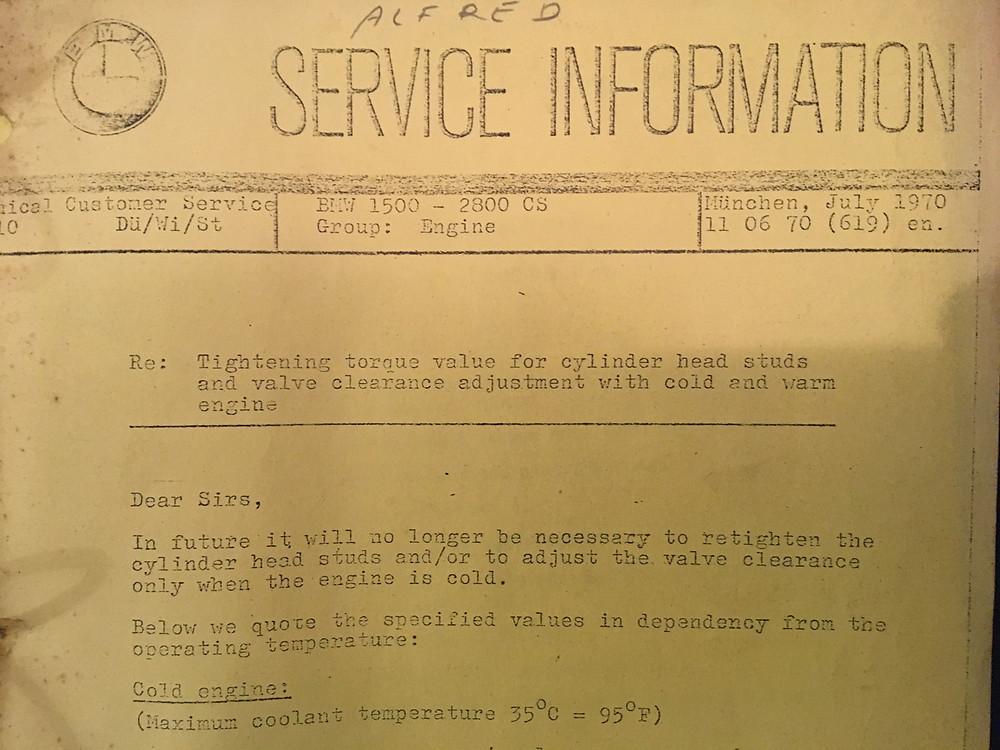 ALFRED
BMW
SERVICE INFORMATION
nical Customer Service
10 Dü/Wi/St
BMW 1500 - 2800 CS
Group: Engine
München, July 1970
11 06 70 (619) en.
Re: Tightening torque value for cylinder head studs
and valve clearance adjustment with cold and warm
engine
Dear Sirs,
In future it will no longer be necessary to retighten the
cylinder head studs and/or to adjust the valve clearance
only when the engine is cold.
Below we quote the specified values in dependency from the
operating temperature:
Cold engine:
(Maximum coolant temperature 35°C = 95°F)